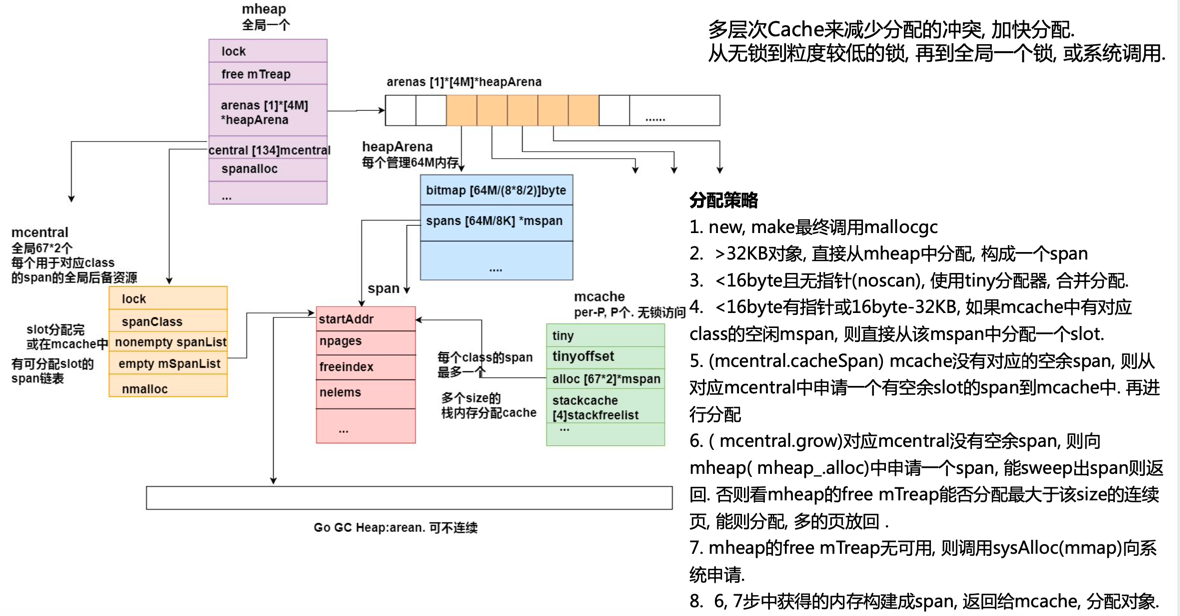 mheap
全局一个
lock
free mTreap
arenas [1]*[4M]
*heapArena
central [134]mcentral
spanalloc
...
多层次Cache来减少分配的冲突, 加快分配.
从无锁到粒度较低的锁, 再到全局一个锁, 或系统调用.
arenas [1]*[4M]*heapArena
......
heapArena
每个管理64M内存
bitmap [64M/(8*8/2)]byte
spans [64M/8K] *mspan
....
mcentral
全局67*2个
每个用于对应class
的span的全局后备资源
lock
spanClass
nonempty spanList
empty mSpanList
nmalloc
slot分配完
或在mcache中
有可分配slot的
span链表
span
startAddr
npages
freeindex
nelems
...
每个class的span
最多一个
多个size的
栈内存分配cache
mcache
per-P, P个. 无锁访问
tiny
tinyoffset
alloc [67*2]*mspan
stackcache
[4]stackfreelist
...
Go GC Heap:arean. 可不连续
分配策略
1. new, make最终调用mallocgc
2. >32KB对象, 直接从mheap中分配, 构成一个span
3. <16byte且无指针(noscan), 使用tiny分配器, 合并分配.
4. <16byte有指针或16byte-32KB, 如果mcache中有对应
class的空闲mspan, 则直接从该mspan中分配一个slot.
5. (mcentral.cacheSpan) mcache没有对应的空余span, 则从
对应mcentral中申请一个有空余slot的span到mcache中. 再进
行分配
6. ( mcentral.grow)对应mcentral没有空余span, 则向
mheap( mheap_.alloc)中申请一个span, 能sweep出span则返
回. 否则看mheap的free mTreap能否分配最大于该size的连续
页, 能则分配, 多的页放回 .
7. mheap的free mTreap无可用, 则调用sysAlloc(mmap)向系
统申请.
8. 6, 7步中获得的内存构建成span, 返回给mcache, 分配对象.